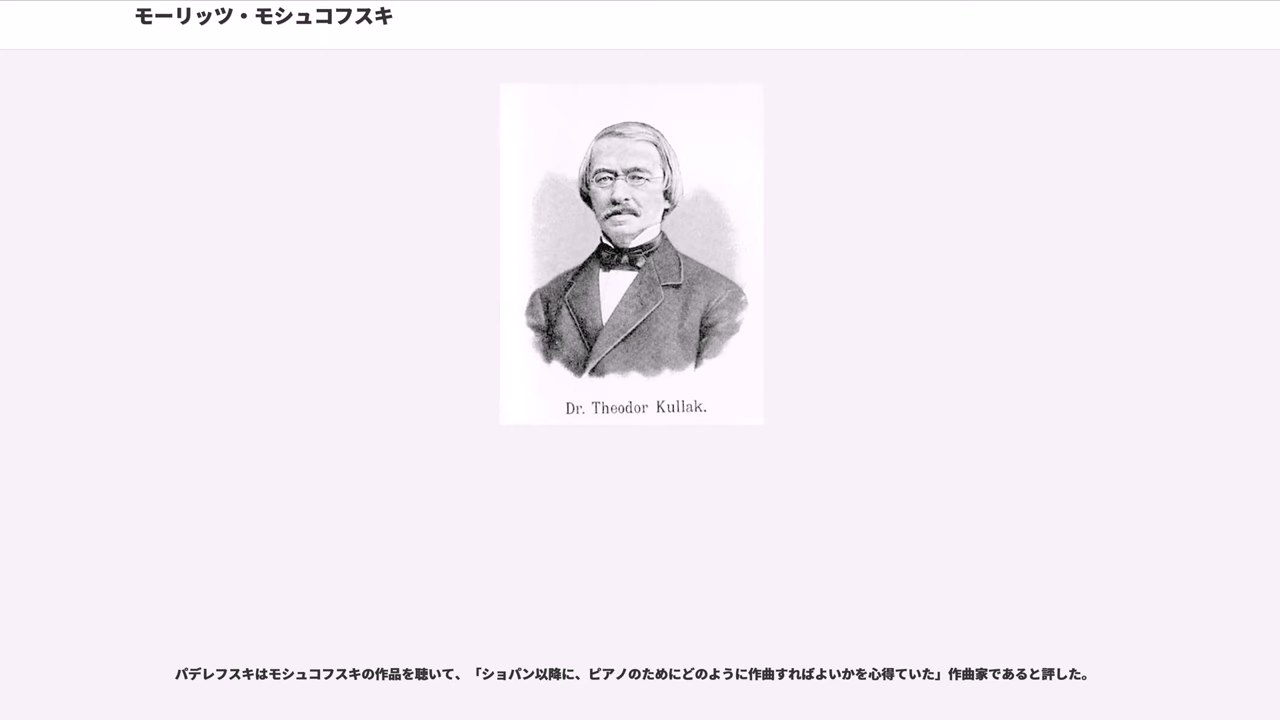 モーリッツ・モシュコフスキ
Dr. Theodor Kullak.
パデレフスキはモシュコフスキの作品を聴いて、「ショパン以降に、ピアノのためにどのように作曲すればよいかを心得ていた」作曲家であると評した。